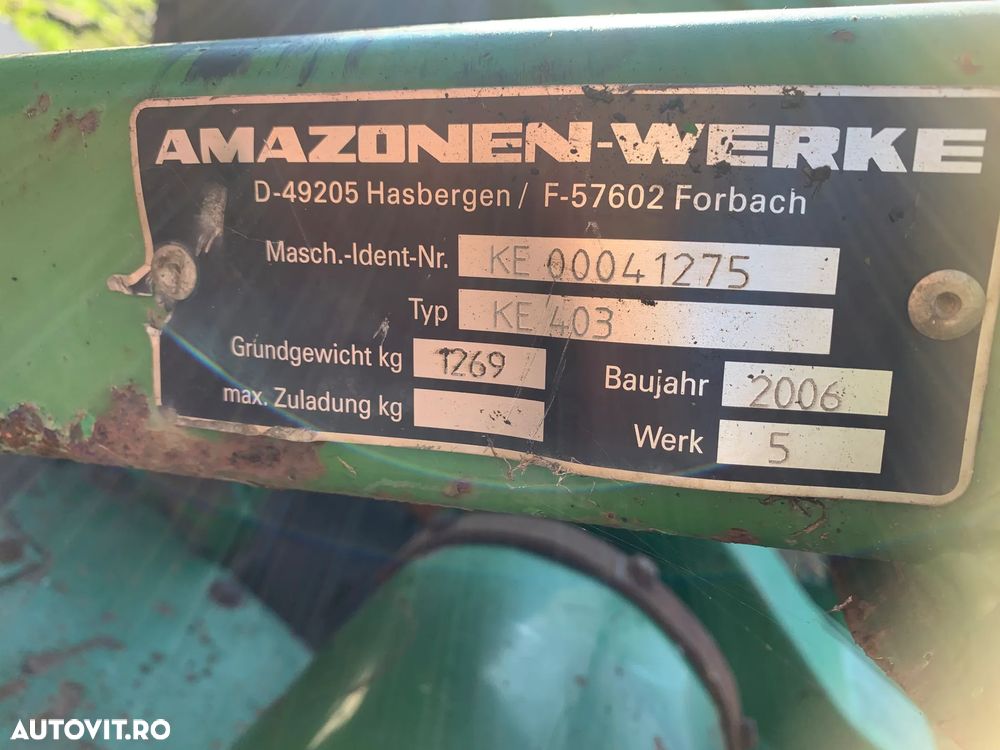 AMAZONEN-WERKE
D-49205 Hasbergen / F-57602 Forbach
Masch.-Ident-Nr. KE 00041275
Typ KE 403
Grundgewicht kg 1269
max. Zuladung kg
Baujahr 2006
Werk 5
AUTOVIT.RO